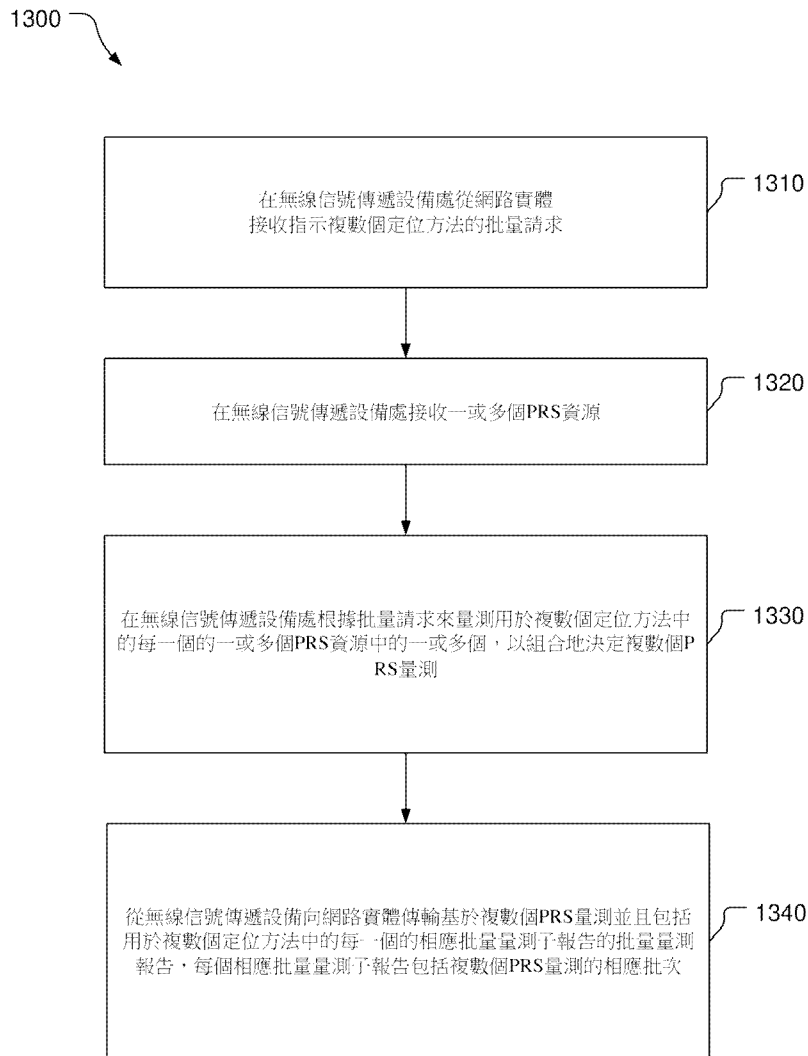 1300
在無線信號傳遞設備處從網路實體
接收指示複數個定位方法的批量請求
1310
在無線信號傳遞設備處接收一或多個PRS資源
1320
在無線信號傳遞設備處根據批量請求來量測用於複數個定位方法中
的每一個的一或多個PRS資源中的一或多個，以組合地決定複數個P
RS量測
1330
從無線信號傳遞設備向網路實體傳輸基於複數個PRS量測並且包括
用於複數個定位方法中的每一個的相應批量量測子報告的批量量測
報告，每個相應批量量測子報告包括複數個PRS量測的相應批次
1340